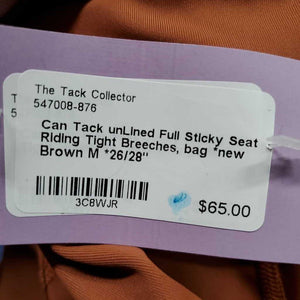 The Tack Collector
547008-876
Can Tack unLined Full Sticky Seat
Riding Tight Breeches, bag *new
Brown M *26/28"
3C8WJR
$65.00
T
5